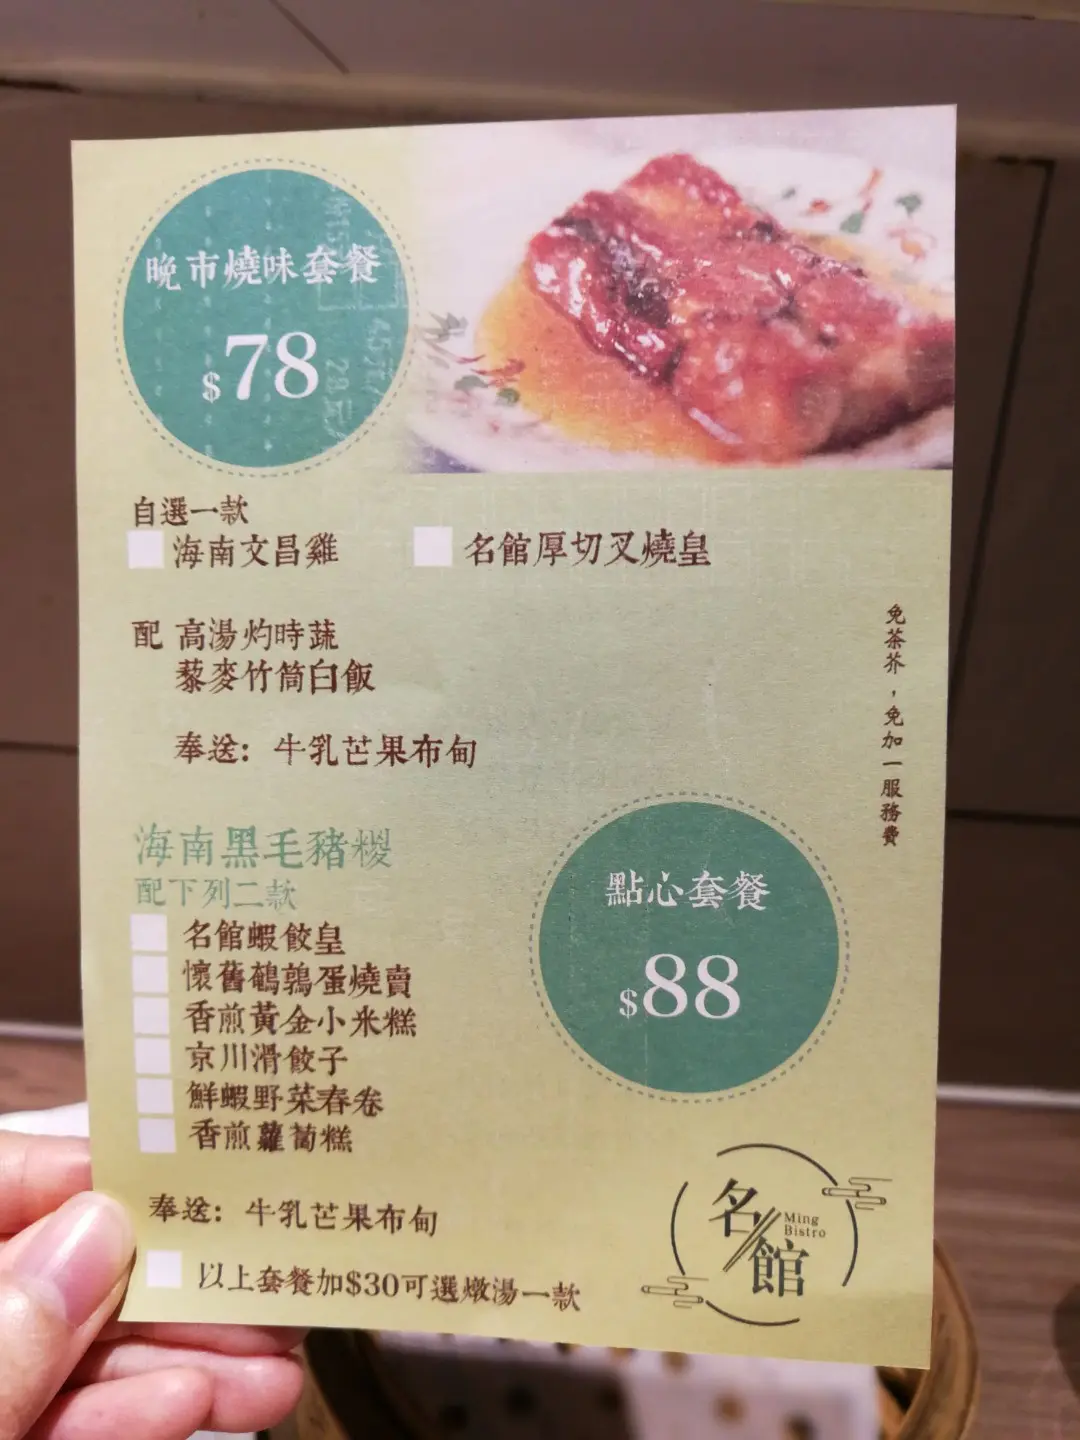 晚市燒味套餐
$78
自選一款
海南文昌雞
名館厚切叉燒皇
配 高湯灼時蔬
藜麥竹筒白飯
奉送：牛乳芒果布甸
免茶芥，免加一服務費
海南黑毛豬糭
配下列二款
名館蝦餃皇
懷舊鵪鶉蛋燒賣
香煎黃金小米糕
京川滑餃子
鮮蝦野菜春卷
香煎蘿蔔糕
點心套餐
$88
奉送：牛乳芒果布甸
以上套餐加$30可選燉湯一款
名館
Ming
Bistro